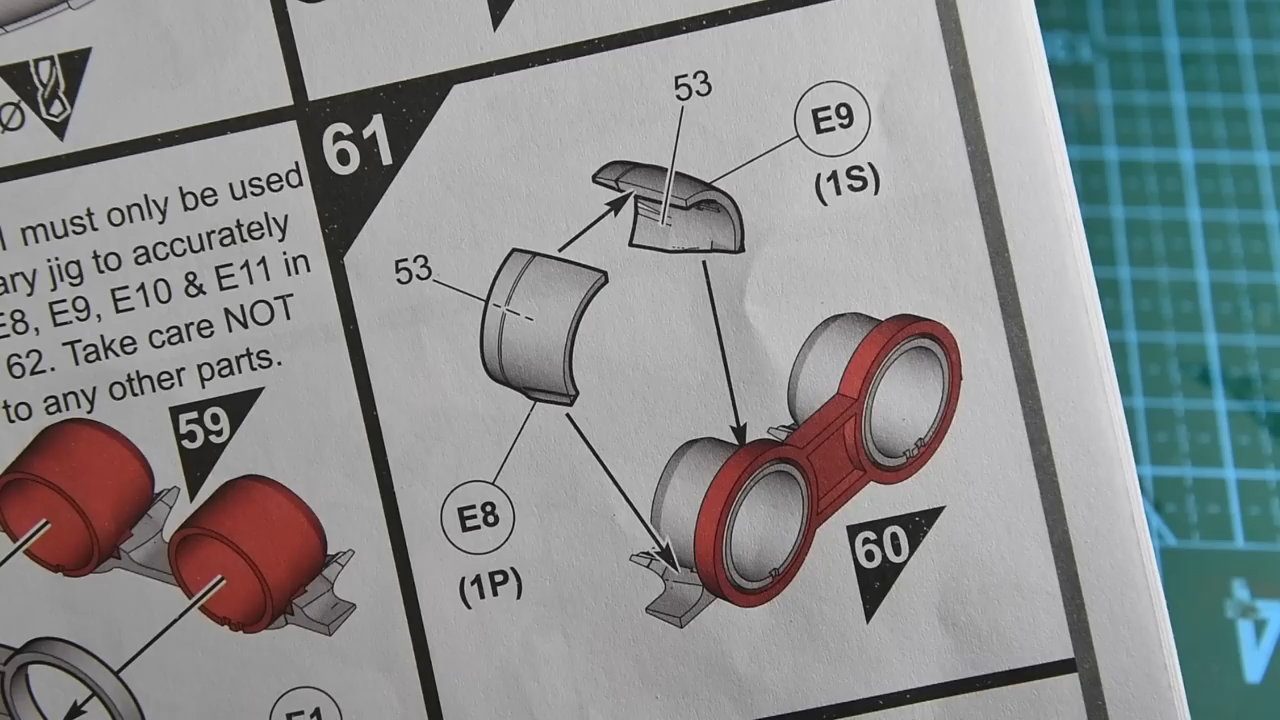 Ø
must only be used
ary jig to accurately
E8, E9, E10 & E11 in
62. Take care NOT
to any other parts.
59
61
53
E9
(1S)
53
E8
(1P)
60